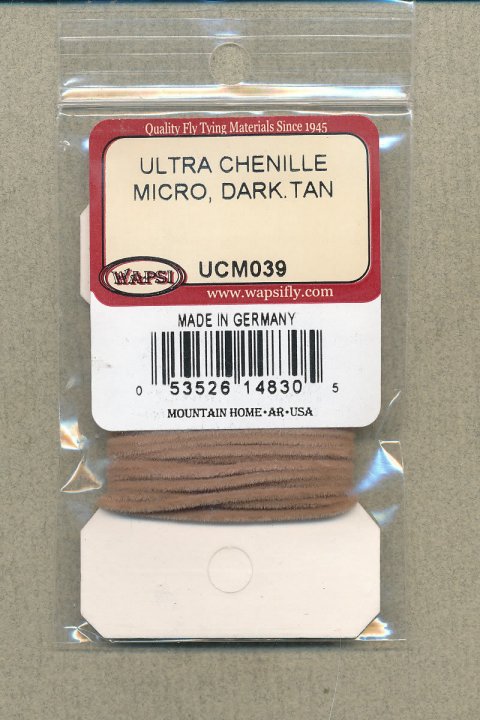 Quality Fly Tying Materials Since 1945
ULTRA CHENILLE
MICRO, DARK.TAN
WAPSI
UCM039
www.wapsifly.com
MADE IN GERMANY
0 53526 14830 5
MOUNTAIN HOME•AR•USA